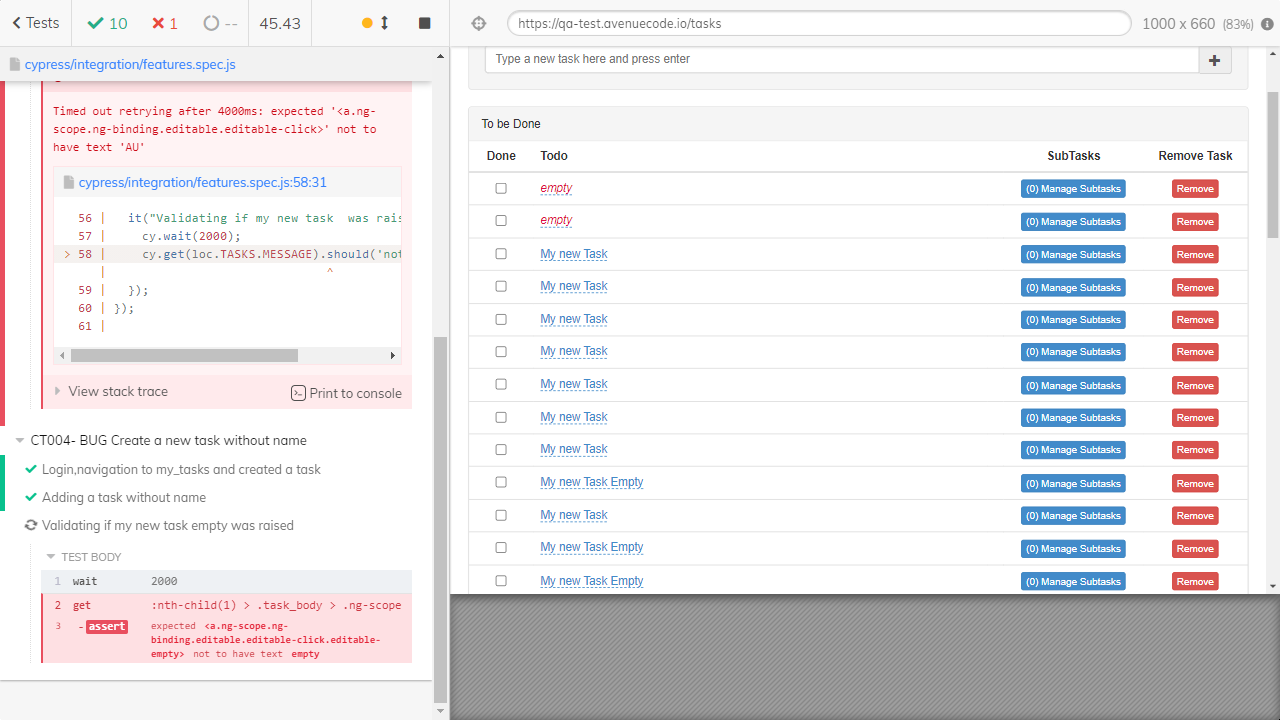 Tests 10 1 -- 45.43
https://qa-test.avenuecode.io/tasks 1000 x 660 (83%)
cypress/integration/features.spec.js
Timed out retrying after 4000ms: expected '<a.ng-
scope.ng-binding.editable.editable-click>' not to
have text 'AU'
cypress/integration/features.spec.js:58:31
56 | it("Validating if my new task  was rais
57 | cy.wait(2000);
> 58 | cy.get(loc.TASKS.MESSAGE).should('not
| ^
59 | });
60 | });
61 |
View stack trace Print to console
CT004- BUG Create a new task without name
Login,navigation to my_tasks and created a task
Adding a task without name
Validating if my new task empty was raised
TEST BODY
1 wait 2000
2 get :nth-child(1) > .task_body > .ng-scope
3 - assert expected <a.ng-scope.ng-
binding.editable.editable-click.editable-
empty> not to have text empty
Type a new task here and press enter
To be Done
Done Todo SubTasks Remove Task
empty (0) Manage Subtasks Remove
empty (0) Manage Subtasks Remove
My new Task (0) Manage Subtasks Remove
My new Task (0) Manage Subtasks Remove
My new Task (0) Manage Subtasks Remove
My new Task (0) Manage Subtasks Remove
My new Task (0) Manage Subtasks Remove
My new Task (0) Manage Subtasks Remove
My new Task (0) Manage Subtasks Remove
My new Task Empty (0) Manage Subtasks Remove
My new Task (0) Manage Subtasks Remove
My new Task Empty (0) Manage Subtasks Remove
My new Task Empty (0) Manage Subtasks Remove